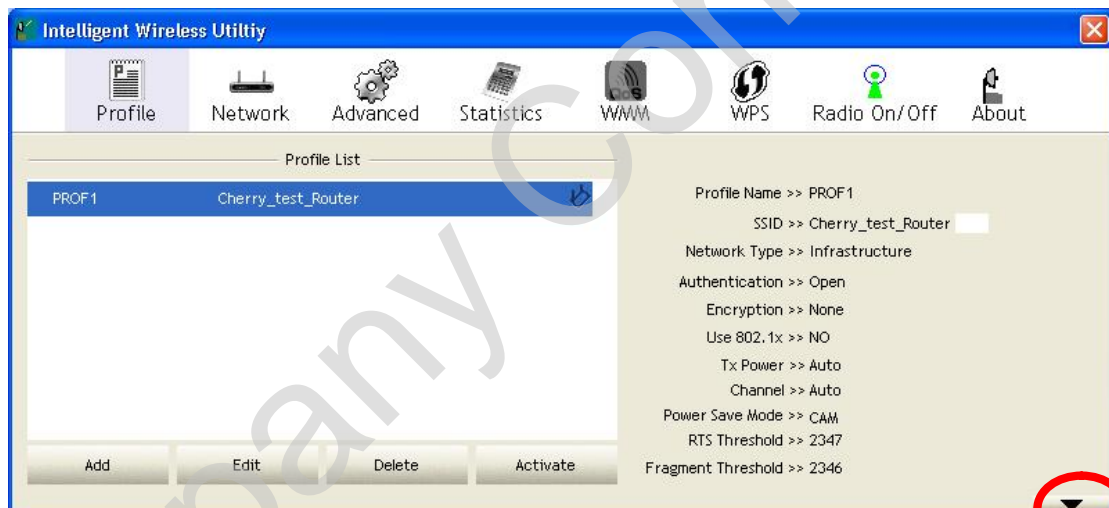 Intelligent Wireless Utiltiy
Profile Network Advanced Statistics WMM WPS Radio On/Off About
Profile List
PROF1 Cherry_test_Router
Add Edit Delete Activate
Profile Name >> PROF1
SSID >> Cherry_test_Router
Network Type >> Infrastructure
Authentication >> Open
Encryption >> None
Use 802.1x >> NO
Tx Power >> Auto
Channel >> Auto
Power Save Mode >> CAM
RTS Threshold >> 2347
Fragment Threshold >> 2346
pany Con